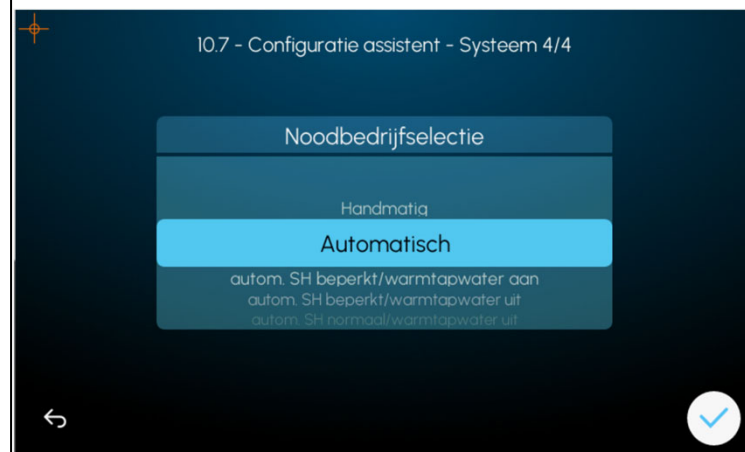 10.7 - Configuratie assistent - Systeem 4/4
Noodbedrijfselectie
Handmatig
Automatisch
autom. SH beperkt/warmtapwater aan
autom. SH beperkt/warmtapwater uit
autom. SH normaal/warmtapwater uit